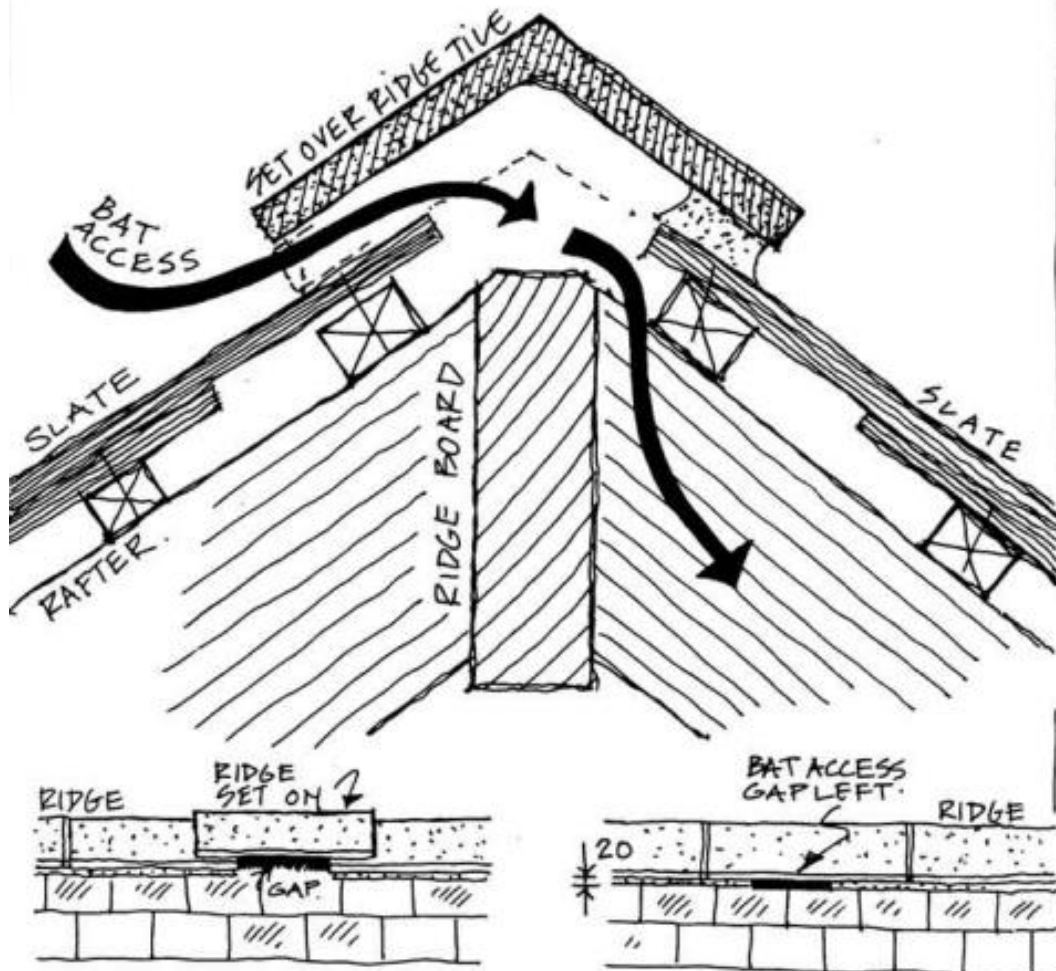 SET OVER RIDGE TILE
BAT
ACCESS
SLATE
SLATE
RIDGE BOARD
RAFTER.
RIDGE
RIDGE
SET ON
GAP.
BAT ACCESS
GAP LEFT.
RIDGE
20